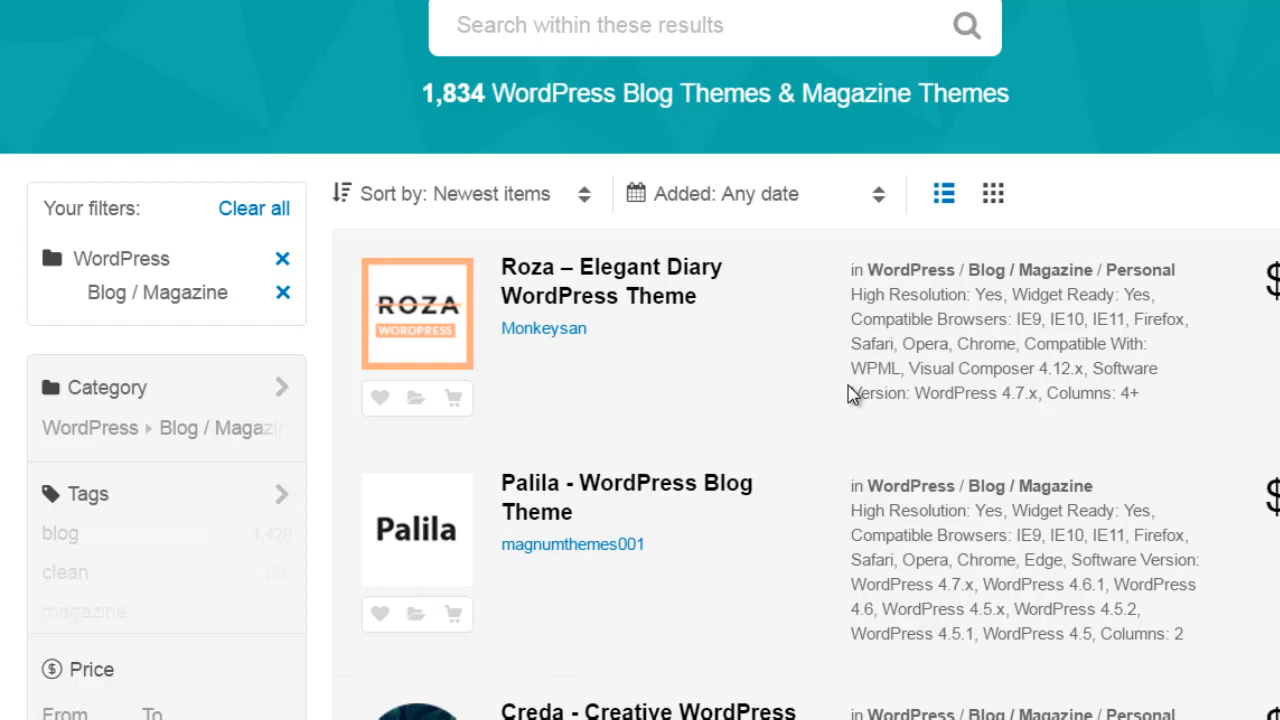 Search within these results
1,834 WordPress Blog Themes & Magazine Themes
Your filters:
Clear all
WordPress
Blog / Magazine
Category
WordPress
Blog / Magazin
Tags
blog
1,428
clean
magazine
Price
From
To
Sort by: Newest items
Added: Any date
ROZA
WORDPRESS
Roza – Elegant Diary
WordPress Theme
Monkeysan
in WordPress / Blog / Magazine / Personal
High Resolution: Yes, Widget Ready: Yes,
Compatible Browsers: IE9, IE10, IE11, Firefox,
Safari, Opera, Chrome, Compatible With:
WPML, Visual Composer 4.12.x, Software
Version: WordPress 4.7.x, Columns: 4+
$
Palila
Palila - WordPress Blog
Theme
magnumthemes001
in WordPress / Blog / Magazine
High Resolution: Yes, Widget Ready: Yes,
Compatible Browsers: IE9, IE10, IE11, Firefox,
Safari, Opera, Chrome, Edge, Software Version:
WordPress 4.7.x, WordPress 4.6.1, WordPress
4.6, WordPress 4.5.x, WordPress 4.5.2,
WordPress 4.5.1, WordPress 4.5, Columns: 2
$
Creda - Creative WordPress
in WordPress / Blog / Magazine / Personal